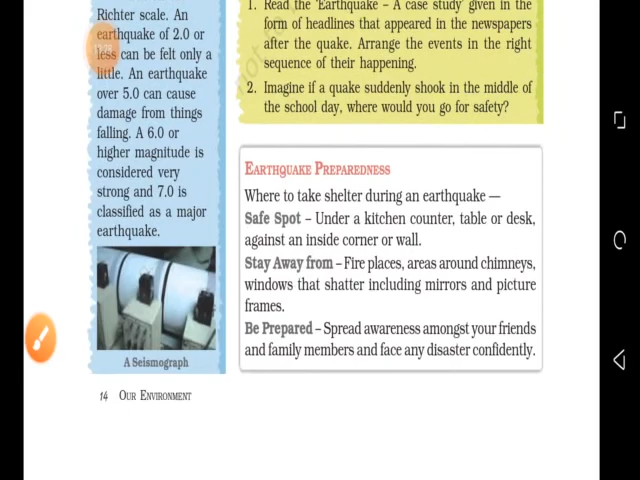 Richter scale. An
earthquake of 2.0 or
less can be felt only a
little. An earthquake
over 5.0 can cause
damage from things
falling. A 6.0 or
higher magnitude is
considered very
strong and 7.0 is
classified as a major
earthquake.
A Seismograph
1. Read the 'Earthquake – A case study' given in the
form of headlines that appeared in the newspapers
after the quake. Arrange the events in the right
sequence of their happening.
2. Imagine if a quake suddenly shook in the middle of
the school day, where would you go for safety?
EARTHQUAKE PREPAREDNESS
Where to take shelter during an earthquake —
Safe Spot – Under a kitchen counter, table or desk,
against an inside corner or wall.
Stay Away from – Fire places, areas around chimneys,
windows that shatter including mirrors and picture
frames.
Be Prepared – Spread awareness amongst your friends
and family members and face any disaster confidently.
14 OUR ENVIRONMENT